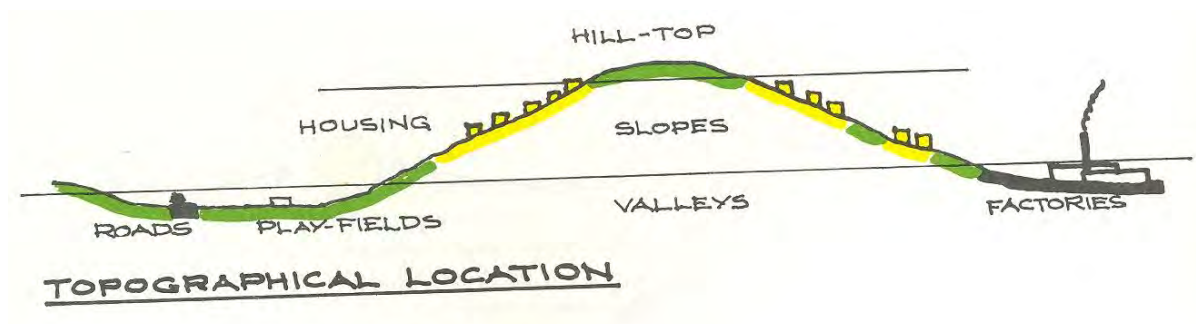 HILL-TOP
HOUSING
SLOPES
VALLEYS
ROADS
PLAY-FIELDS
FACTORIES
TOPOGRAPHICAL LOCATION